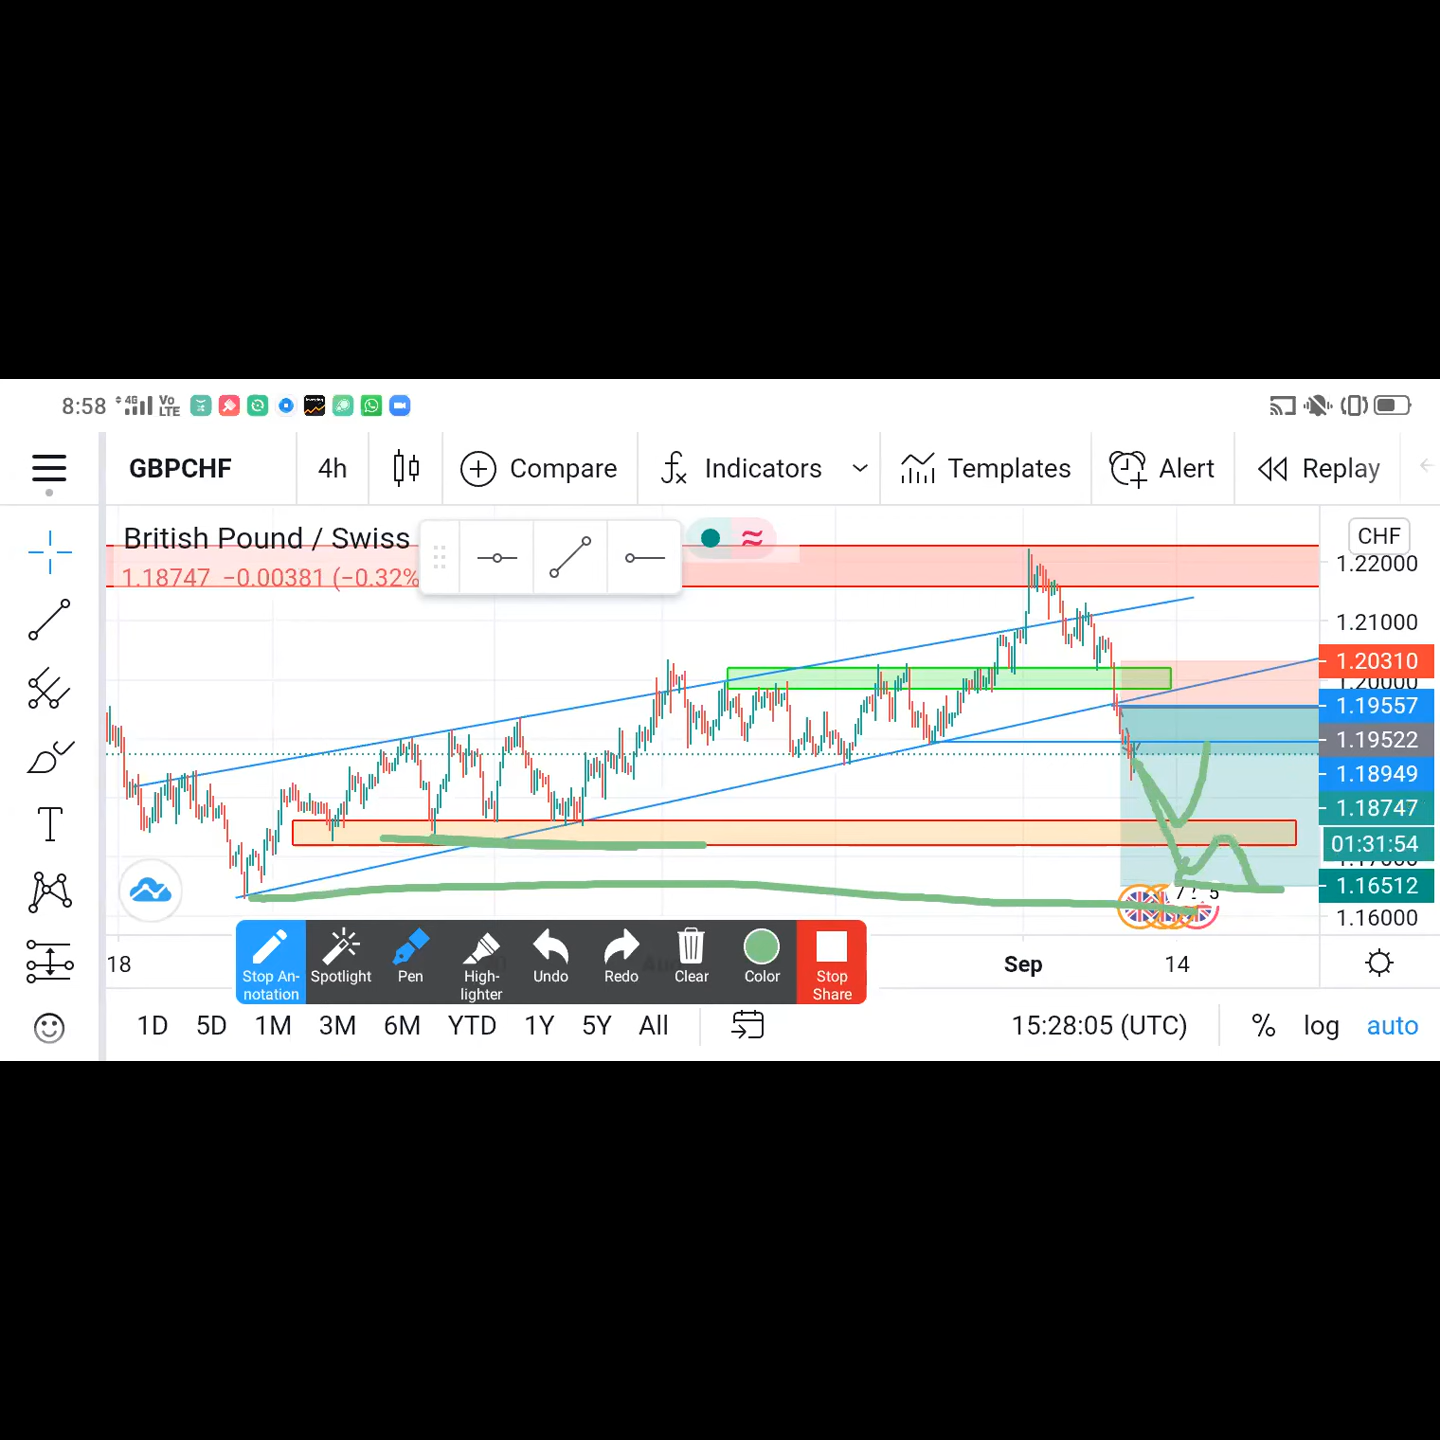 8:58 4G Vo LTE
GBPCHF 4h Compare Indicators Templates Alert Replay
British Pound / Swiss
1.18747 −0.00381 (−0.32%
CHF
1.22000
1.21000
1.20310
1.19557
1.19522
1.18949
1.18747
01:31:54
1.16512
1.16000
18 Sep 14
Stop An-
notation
Spotlight
Pen
High-
lighter
Undo
Redo
Clear
Color
Stop
Share
1D 5D 1M 3M 6M YTD 1Y 5Y All 15:28:05 (UTC) % log auto